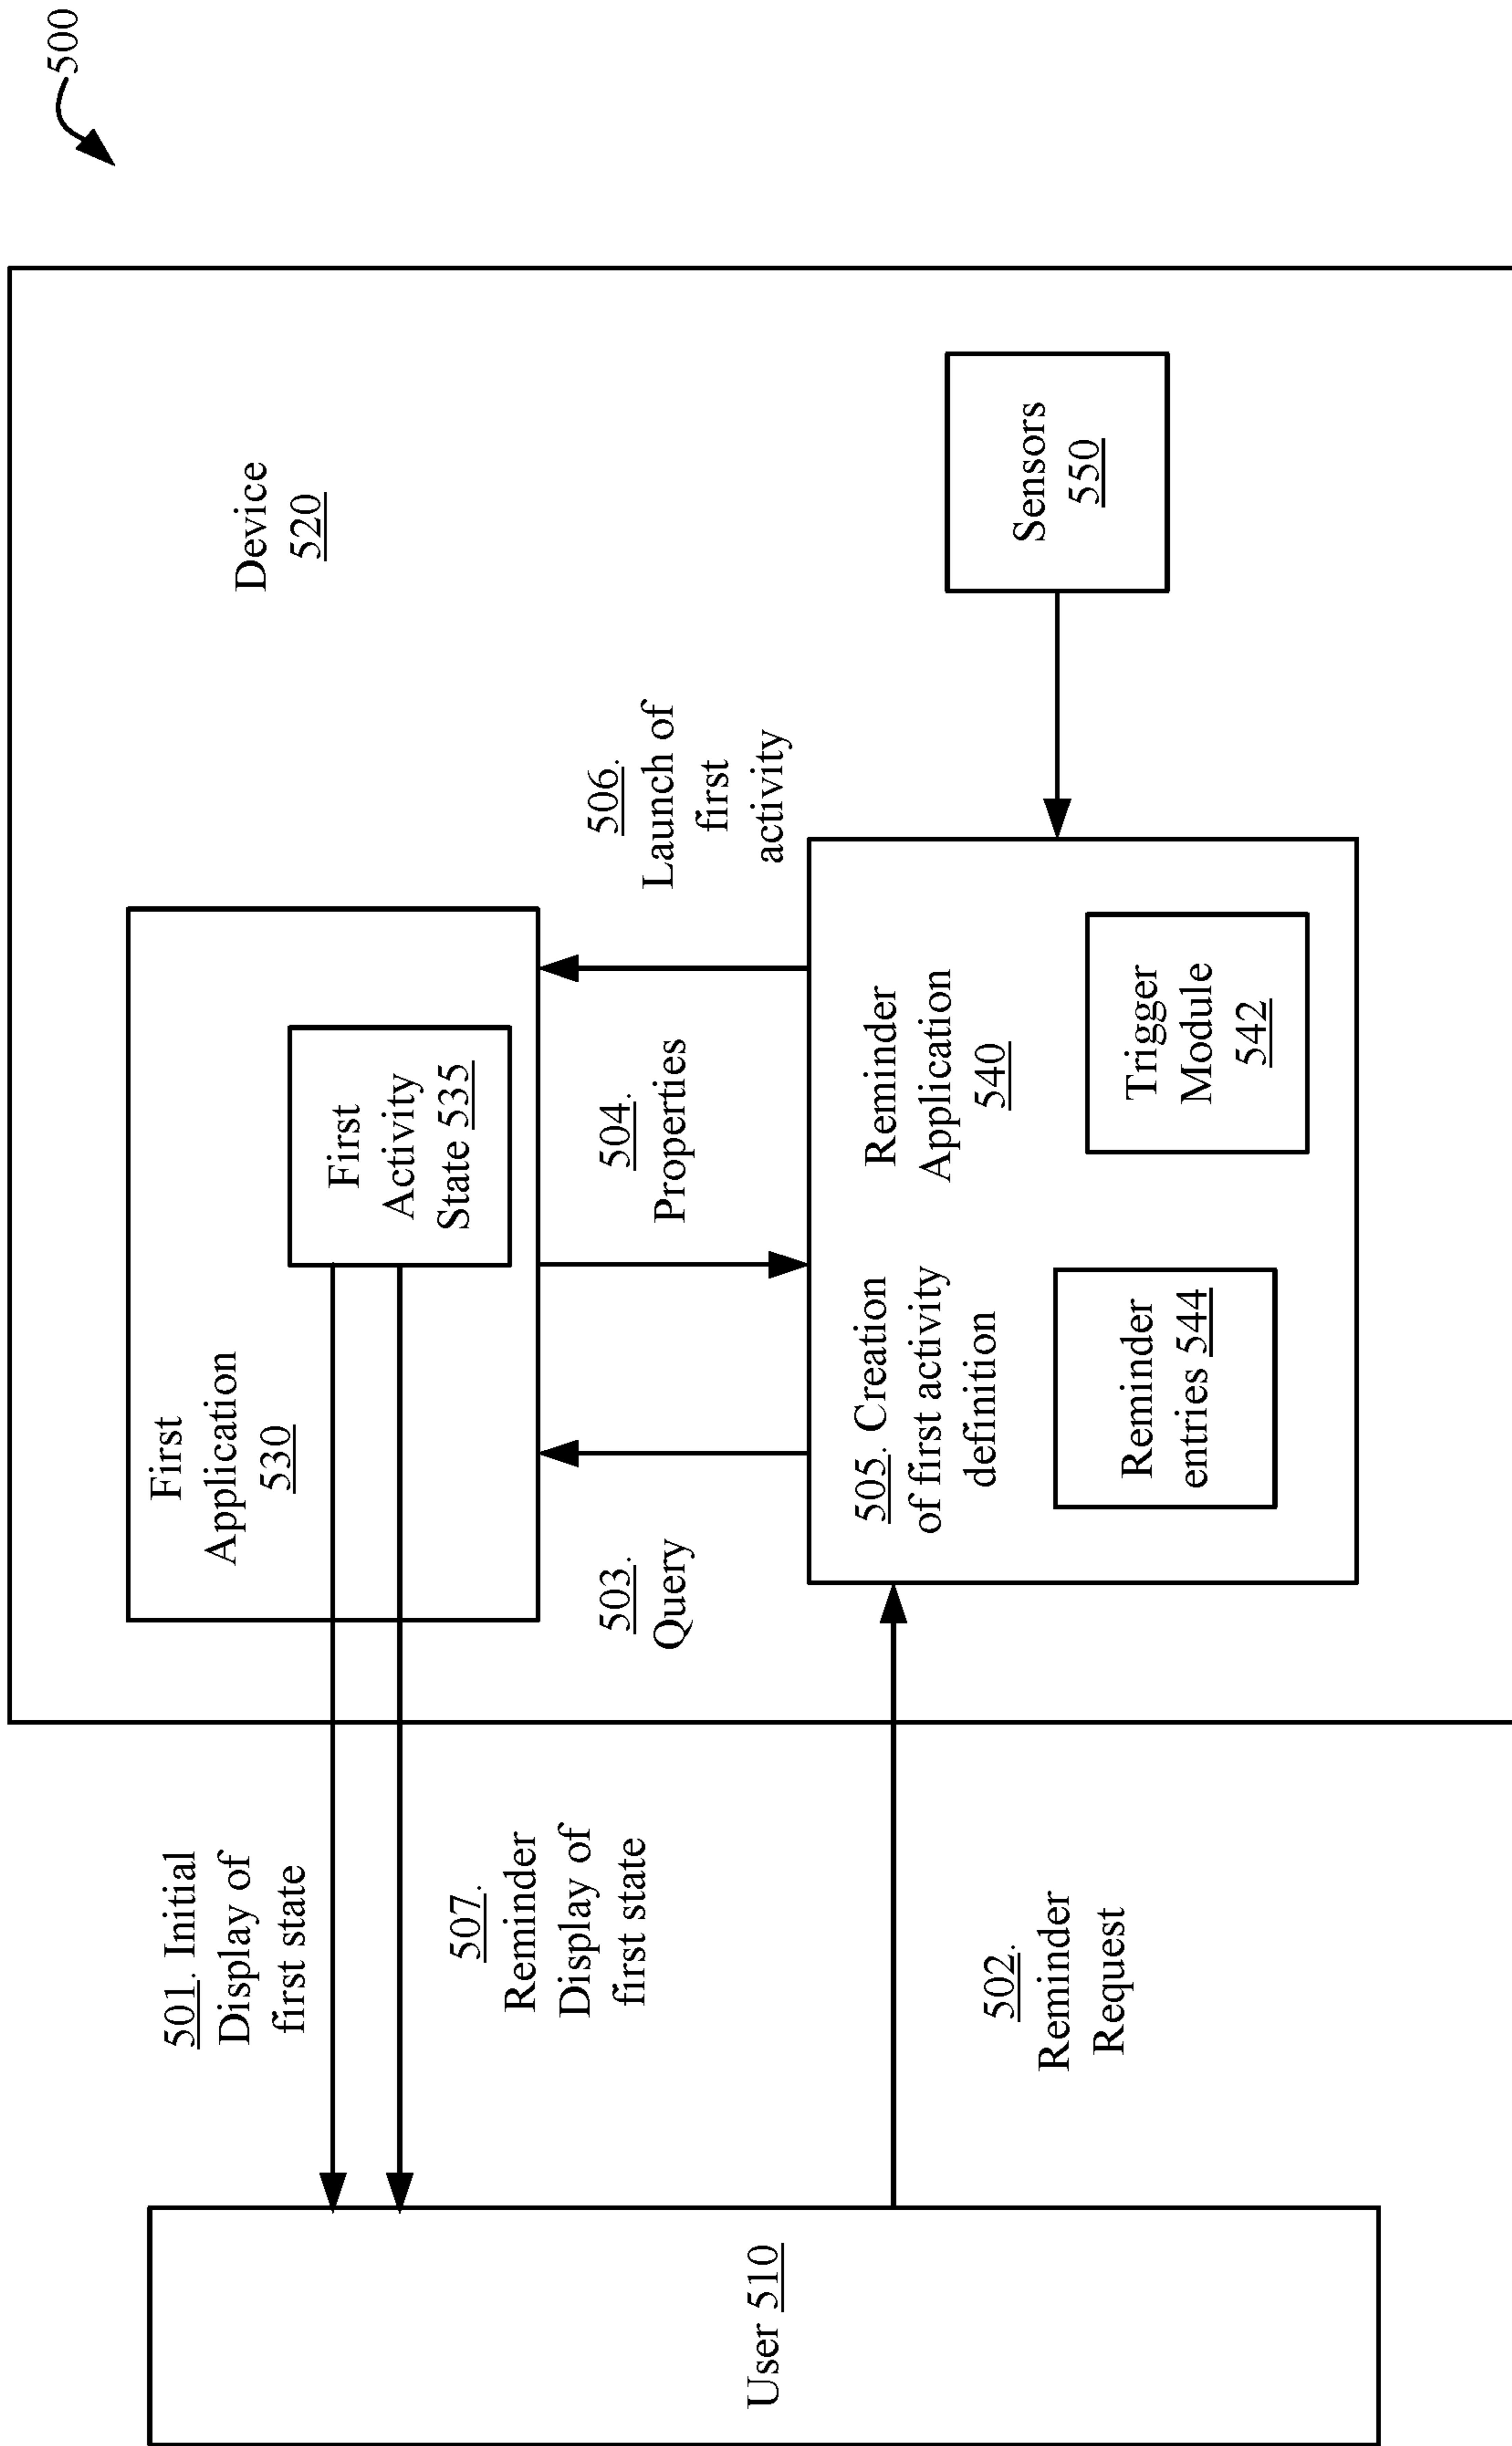 500
Device
520
First
Application
530
First
Activity
State 535
501. Initial
Display of
first state
507.
Reminder
Display of
first state
503.
Query
504.
Properties
506.
Launch of
first
activity
User 510
502.
Reminder
Request
505. Creation
of first activity
definition
Reminder
Application
540
Reminder
entries 544
Trigger
Module
542
Sensors
550